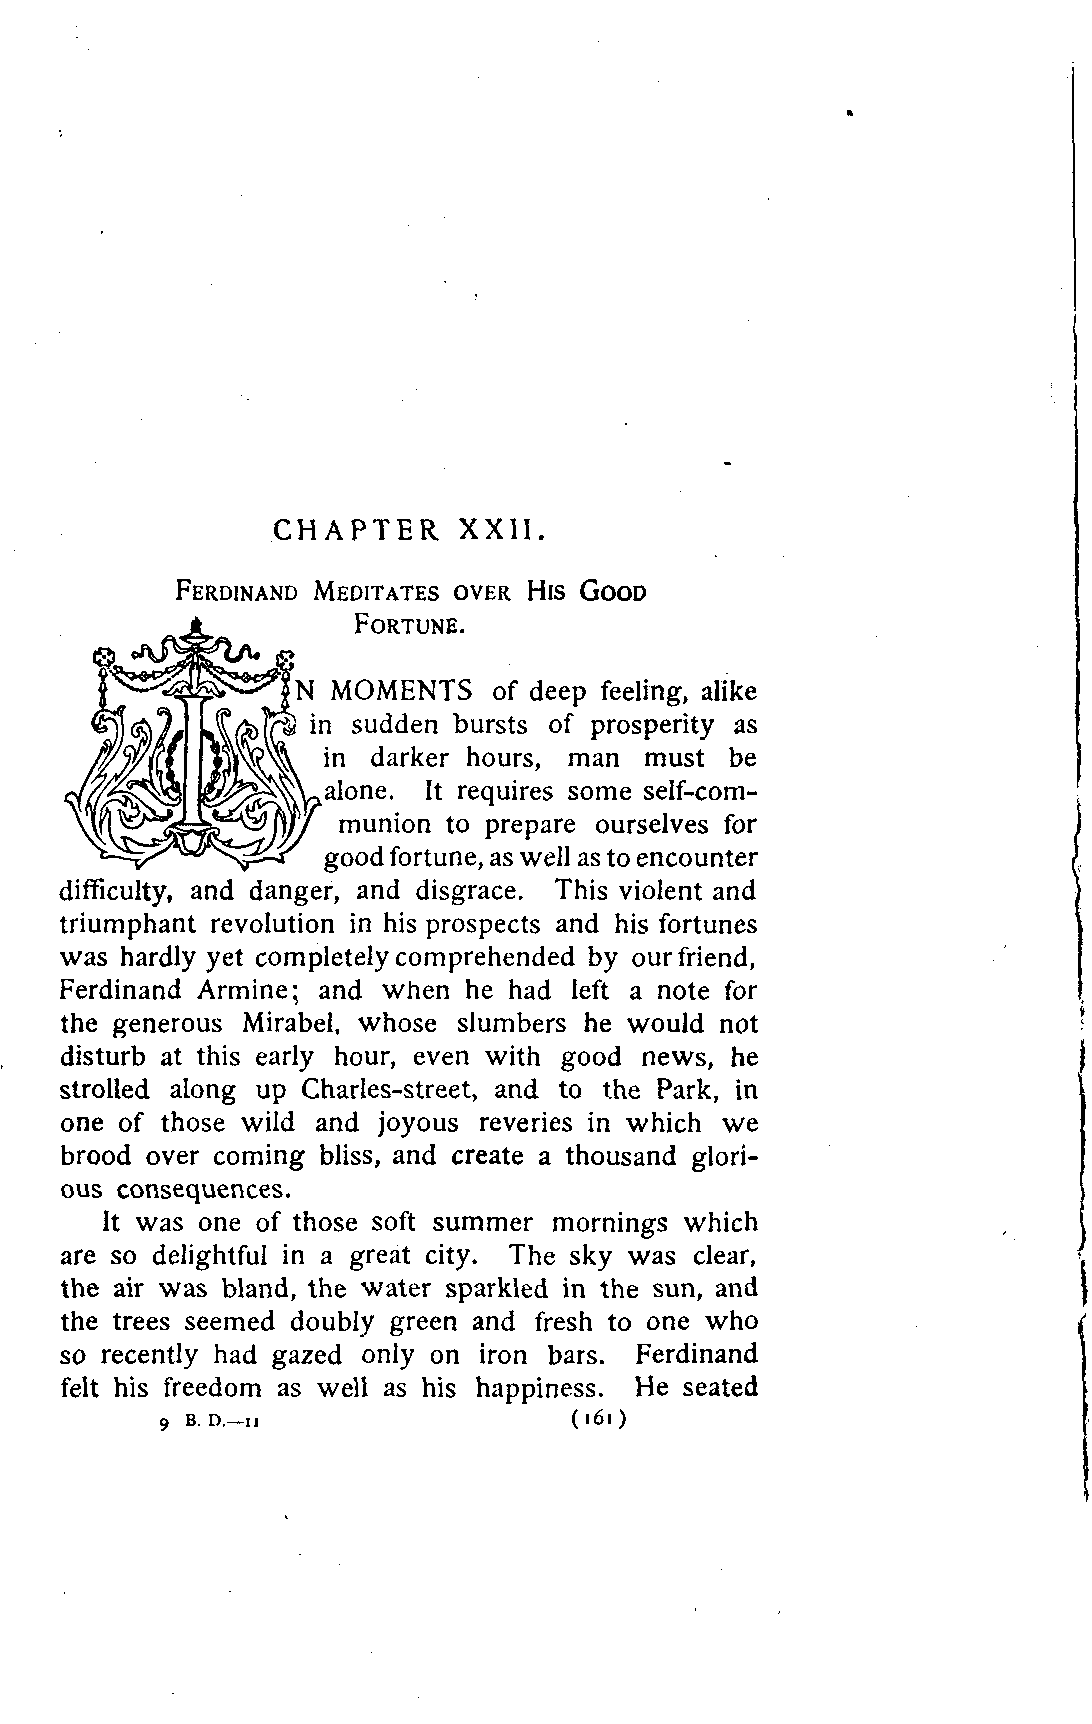 CHAPTER XXII.
FERDINAND MEDITATES OVER HIS GOOD
FORTUNE.
IN MOMENTS of deep feeling, alike
in sudden bursts of prosperity as
in darker hours, man must be
alone. It requires some self-com-
munion to prepare ourselves for
good fortune, as well as to encounter
difficulty, and danger, and disgrace. This violent and
triumphant revolution in his prospects and his fortunes
was hardly yet completely comprehended by our friend,
Ferdinand Armine; and when he had left a note for
the generous Mirabel, whose slumbers he would not
disturb at this early hour, even with good news, he
strolled along up Charles-street, and to the Park, in
one of those wild and joyous reveries in which we
brood over coming bliss, and create a thousand glori-
ous consequences.
It was one of those soft summer mornings which
are so delightful in a great city. The sky was clear,
the air was bland, the water sparkled in the sun, and
the trees seemed doubly green and fresh to one who
so recently had gazed only on iron bars. Ferdinand
felt his freedom as well as his happiness. He seated
9 B. D.—11 (161)